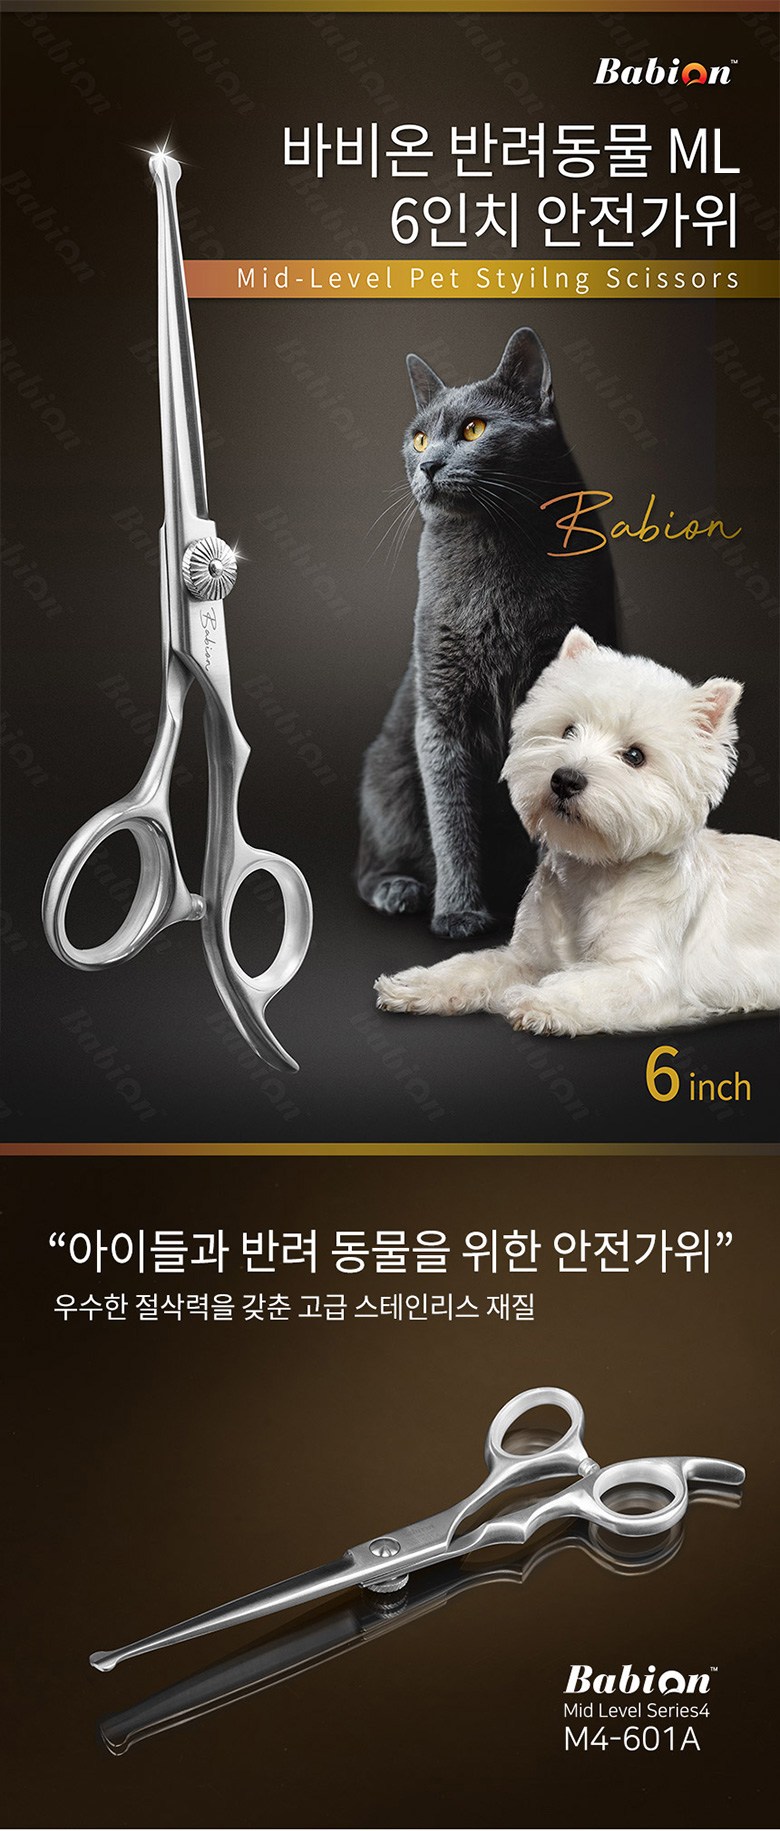 Babion™
바비온 반려동물 ML
6인치 안전가위
Mid-Level Pet Styilng Scissors
Babion
Babion
6 inch
“아이들과 반려 동물을 위한 안전가위”
우수한 절삭력을 갖춘 고급 스테인리스 재질
Babion™
Mid Level Series4
M4-601A